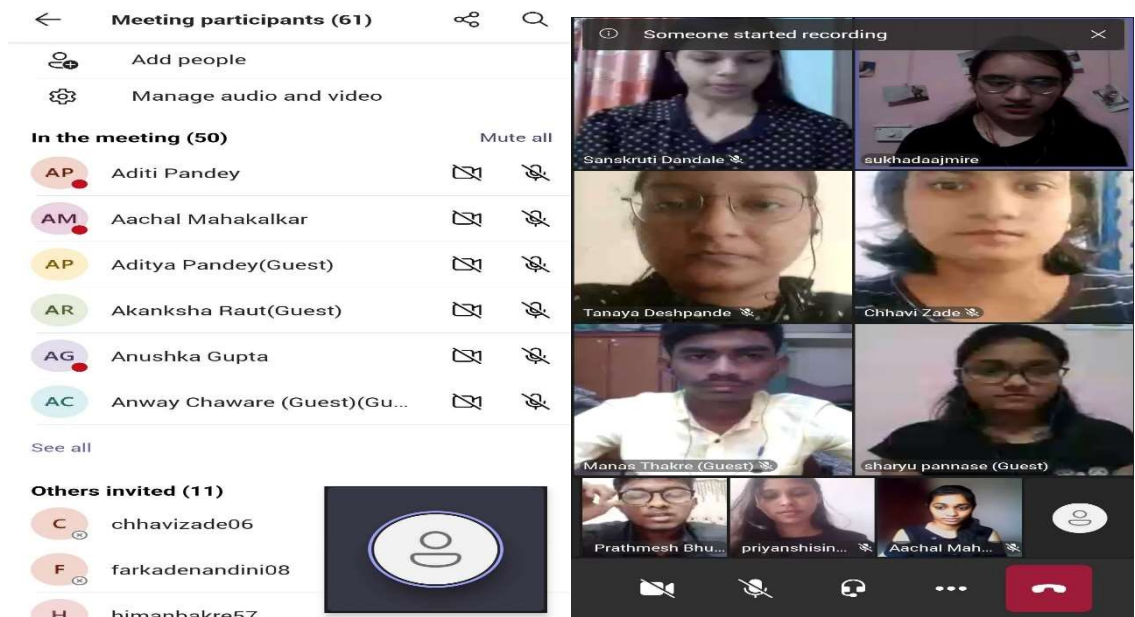 Meeting participants (61)
Add people
Manage audio and video
In the meeting (50) Mute all
AP Aditi Pandey
AM Aachal Mahakalkar
AP Aditya Pandey(Guest)
AR Akanksha Raut(Guest)
AG Anushka Gupta
AC Anway Chaware (Guest)(Gu...
See all
Others invited (11)
C chhavizade06
F farkadenandini08
H
Someone started recording
Sanskruti Dandale sukhadaajmire
Tanaya Deshpande Chhavi Zade
Manas Thakre (Guest) sharyu pannase (Guest)
Prathmesh Bhu... priyanshisin... Aachal Mah...